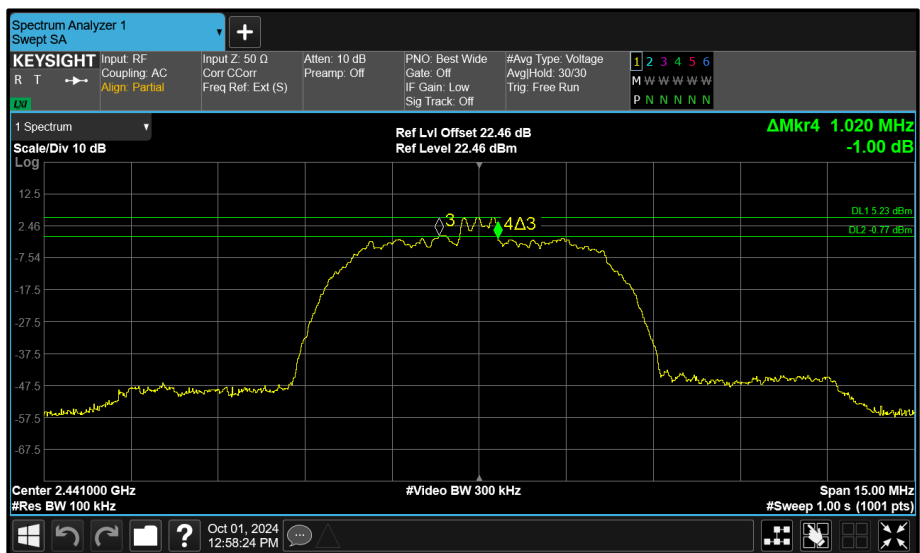 Spectrum Analyzer 1
Swept SA
KEYSIGHT
R T
LXI
Input: RF
Coupling: AC
Align: Partial
Input Z: 50 Ω
Corr CCorr
Freq Ref: Ext (S)
Atten: 10 dB
Preamp: Off
PNO: Best Wide
Gate: Off
IF Gain: Low
Sig Track: Off
#Avg Type: Voltage
Avg|Hold: 30/30
Trig: Free Run
1 2 3 4 5 6
M W W W W W
P N N N N N
1 Spectrum
Scale/Div 10 dB
Log
Ref Lvl Offset 22.46 dB
Ref Level 22.46 dBm
ΔMkr4 1.020 MHz
-1.00 dB
12.5
2.46
-7.54
-17.5
-27.5
-37.5
-47.5
-57.5
-67.5
3
4Δ3
DL1 5.23 dBm
DL2 -0.77 dBm
Center 2.441000 GHz
#Res BW 100 kHz
#Video BW 300 kHz
Span 15.00 MHz
#Sweep 1.00 s (1001 pts)
Oct 01, 2024
12:58:24 PM